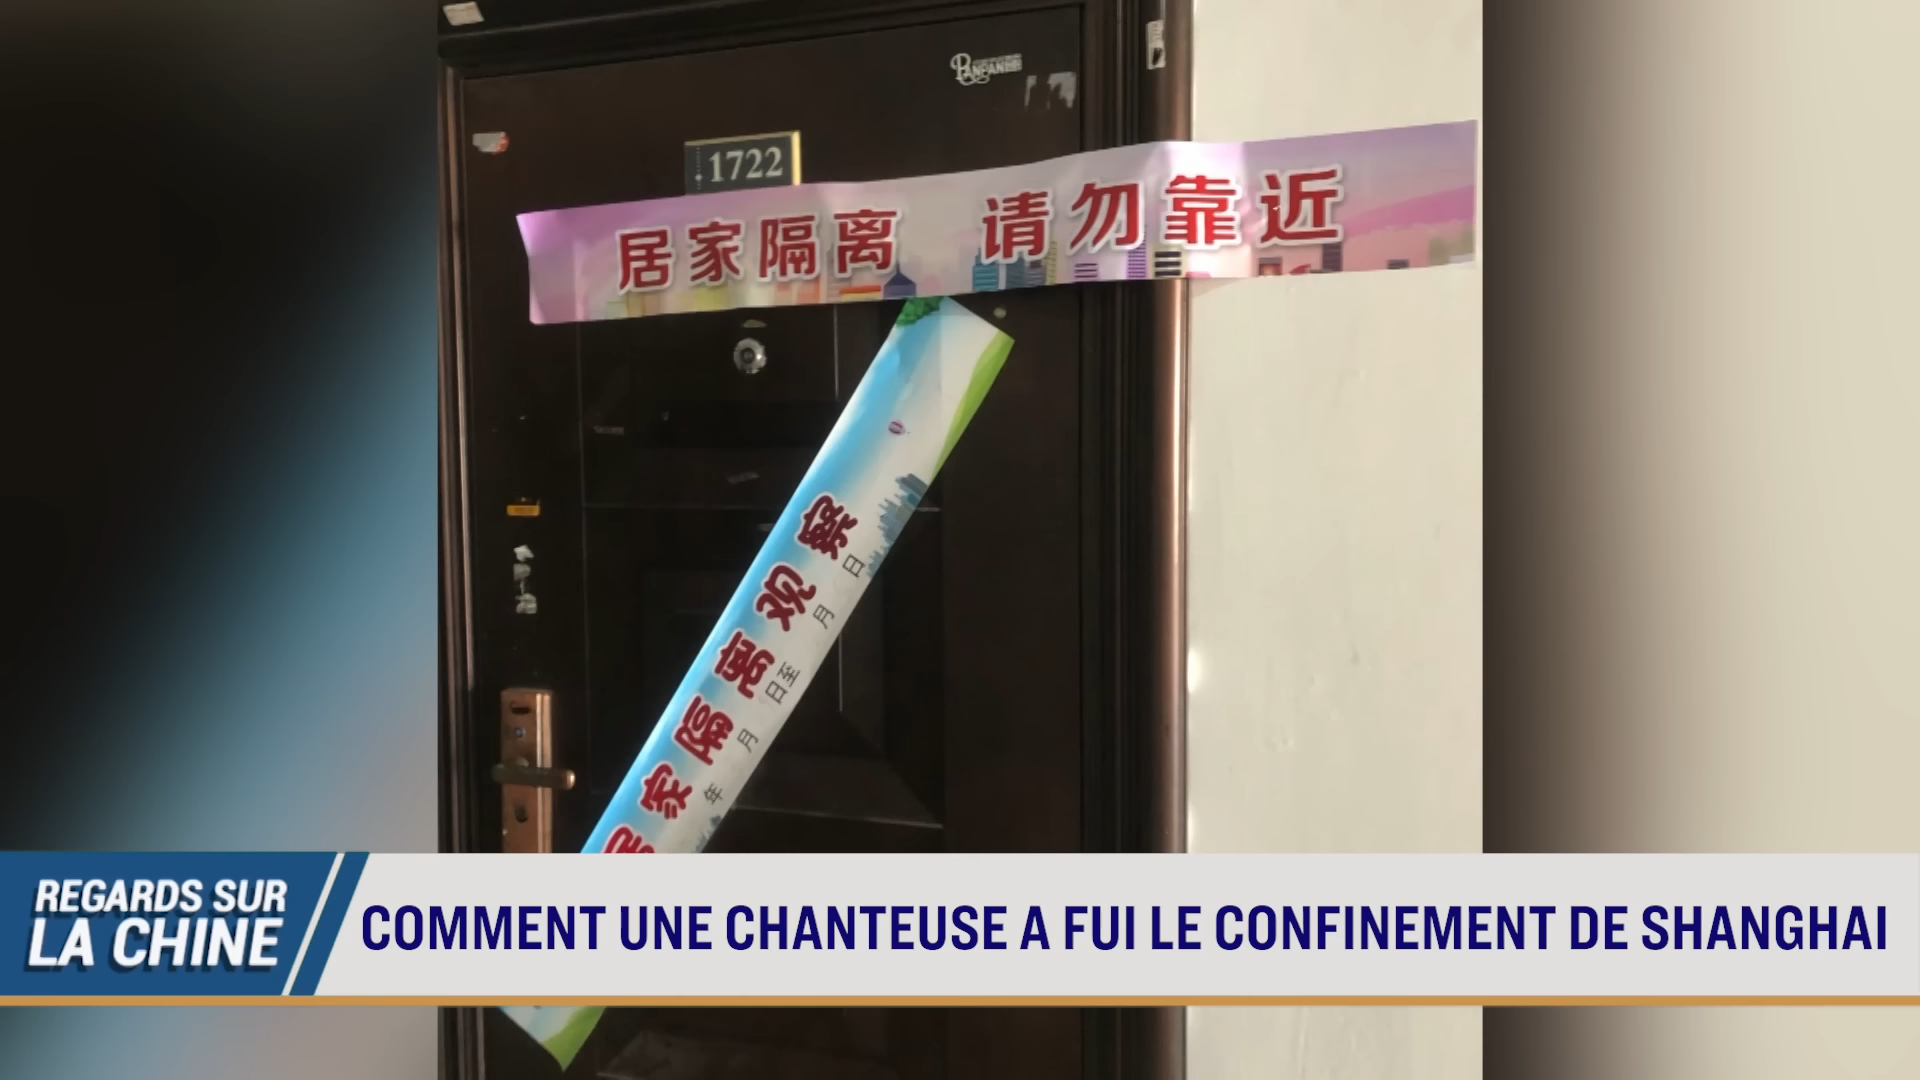 1722
居家隔离 请勿靠近
居家隔离观察
年 月 日至 月 日
REGARDS SUR
LA CHINE
COMMENT UNE CHANTEUSE A FUI LE CONFINEMENT DE SHANGHAI